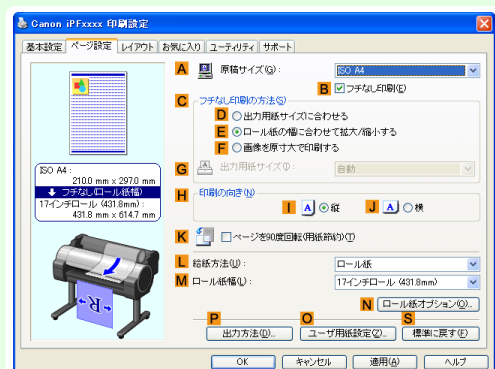 Canon iPFxxxx 印刷設定
基本設定 ページ設定 レイアウト お気に入り ユーティリティ サポート
A 原稿サイズ(G): ISO A4
B フチなし印刷(E)
C フチなし印刷の方法(S)
D 出力用紙サイズに合わせる
E ロール紙の幅に合わせて拡大/縮小する
F 画像を原寸大で印刷する
G 出力用紙サイズ(I): 自動
H 印刷の向き(N)
I A 縦 J A 横
K ページを90度回転(用紙節約)(T)
L 給紙方法(U): ロール紙
M ロール紙幅(L): 17インチロール (431.8mm)
N ロール紙オプション(O)...
P O S
出力方法(D)... ユーザ用紙設定(Z)... 標準に戻す(F)
ISO A4 :
210.0 mm x 297.0 mm
フチなし(ロール紙幅)
17インチロール (431.8mm) :
431.8 mm x 614.7 mm
R
OK キャンセル 適用(A) ヘルプ